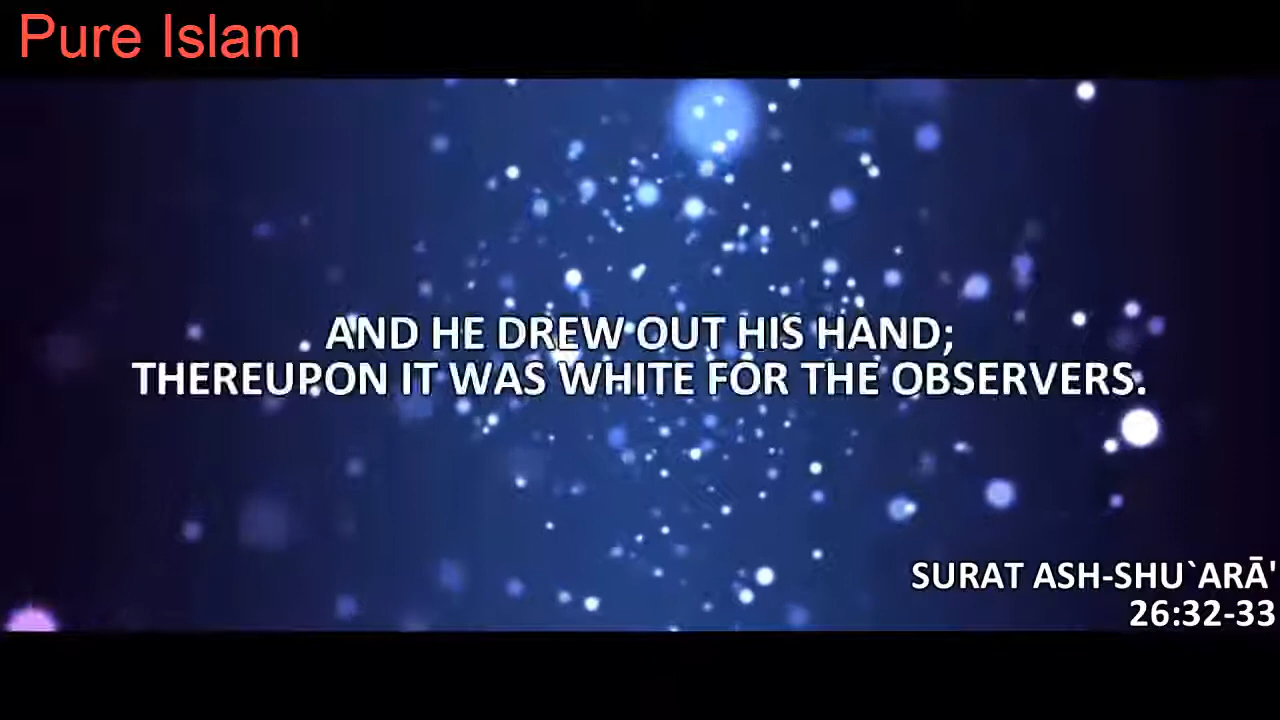 Pure Islam
AND HE DREW OUT HIS HAND;
THEREUPON IT WAS WHITE FOR THE OBSERVERS.
SURAT ASH-SHU`ARĀ'
26:32-33